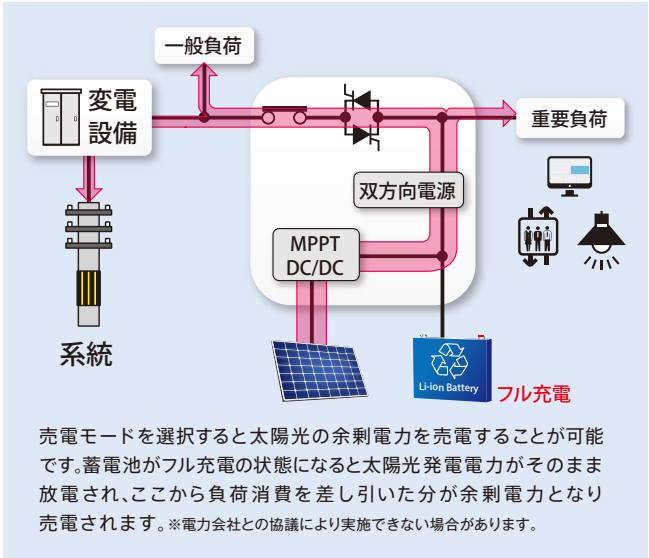 一般負荷
変電
設備
重要負荷
双方向電源
MPPT
DC/DC
系統
Li-ion Battery
フル充電
売電モードを選択すると太陽光の余剰電力を売電することが可能
です。蓄電池がフル充電の状態になると太陽光発電電力がそのまま
放電され、ここから負荷消費を差し引いた分が余剰電力となり
売電されます。※電力会社との協議により実施できない場合があります。